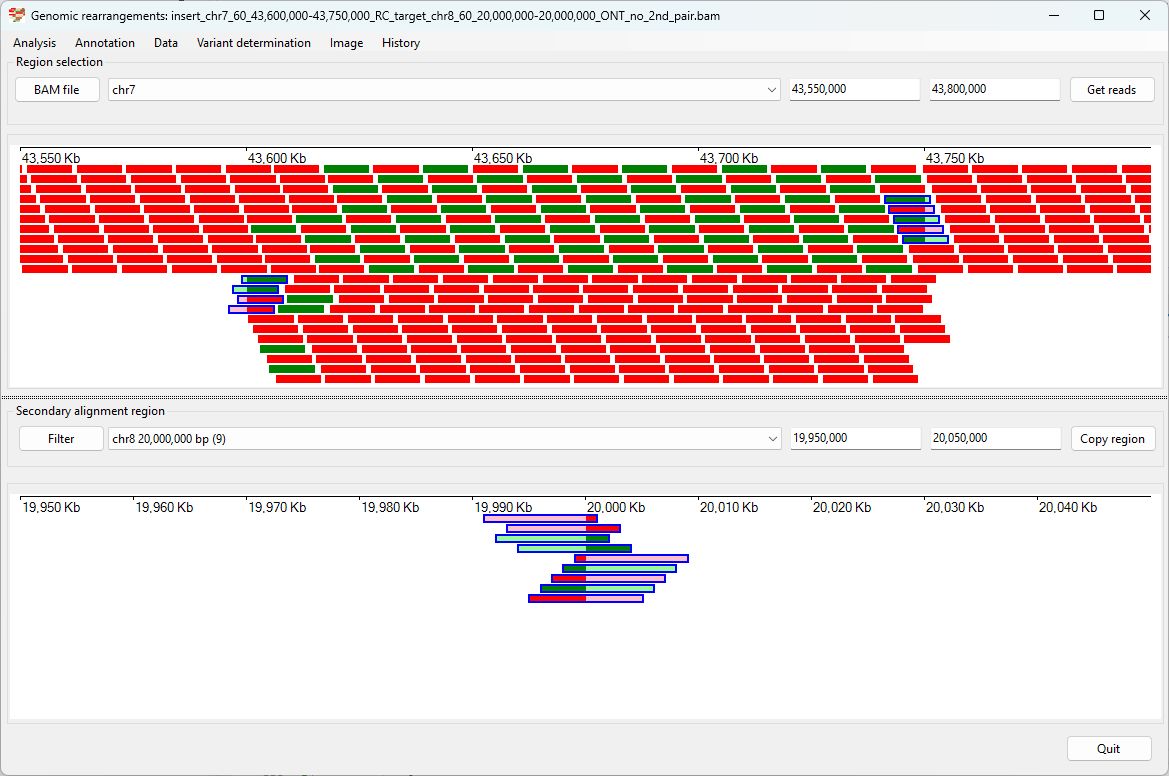 Genomic rearrangements: insert_chr7_60_43,600,000-43,750,000_RC_target_chr8_60_20,000,000-20,000,000_ONT_no_2nd_pair.bam
Analysis Annotation Data Variant determination Image History
Region selection
BAM file chr7 43,550,000 43,800,000 Get reads
43,550 Kb 43,600 Kb 43,650 Kb 43,700 Kb 43,750 Kb
Secondary alignment region
Filter chr8 20,000,000 bp (9) 19,950,000 20,050,000 Copy region
19,950 Kb 19,960 Kb 19,970 Kb 19,980 Kb 19,990 Kb 20,000 Kb 20,010 Kb 20,020 Kb 20,030 Kb 20,040 Kb
Quit